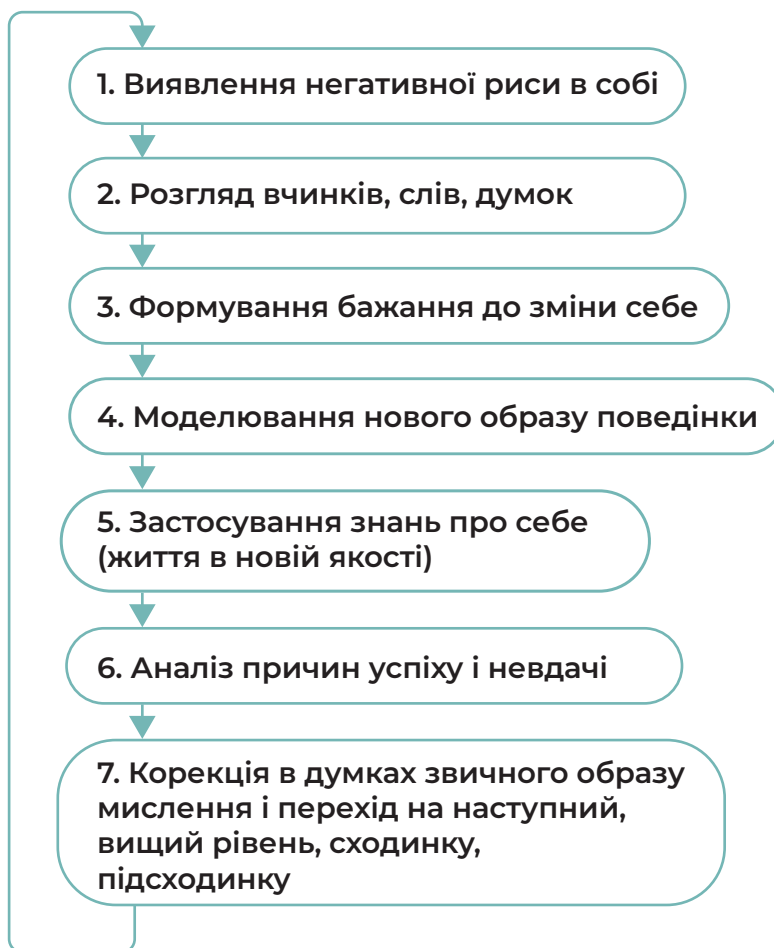 1. Виявлення негативної риси в собі
2. Розгляд вчинків, слів, думок
3. Формування бажання до зміни себе
4. Моделювання нового образу поведінки
5. Застосування знань про себе
(життя в новій якості)
6. Аналіз причин успіху і невдачі
7. Корекція в думках звичного образу
мислення і перехід на наступний,
вищий рівень, сходинку,
підсходинку